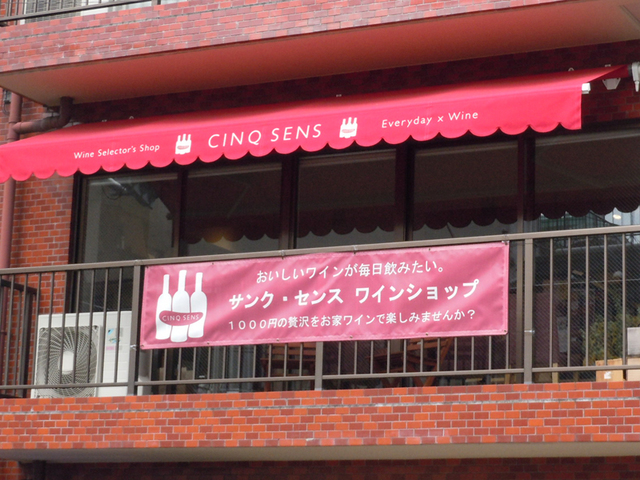 Wine Selector's Shop CINQ SENS Everyday x Wine
おいしいワインが毎日飲みたい。
CINQ SENS
サンク・センス ワインショップ
1000円の贅沢をお家ワインで楽しみませんか？